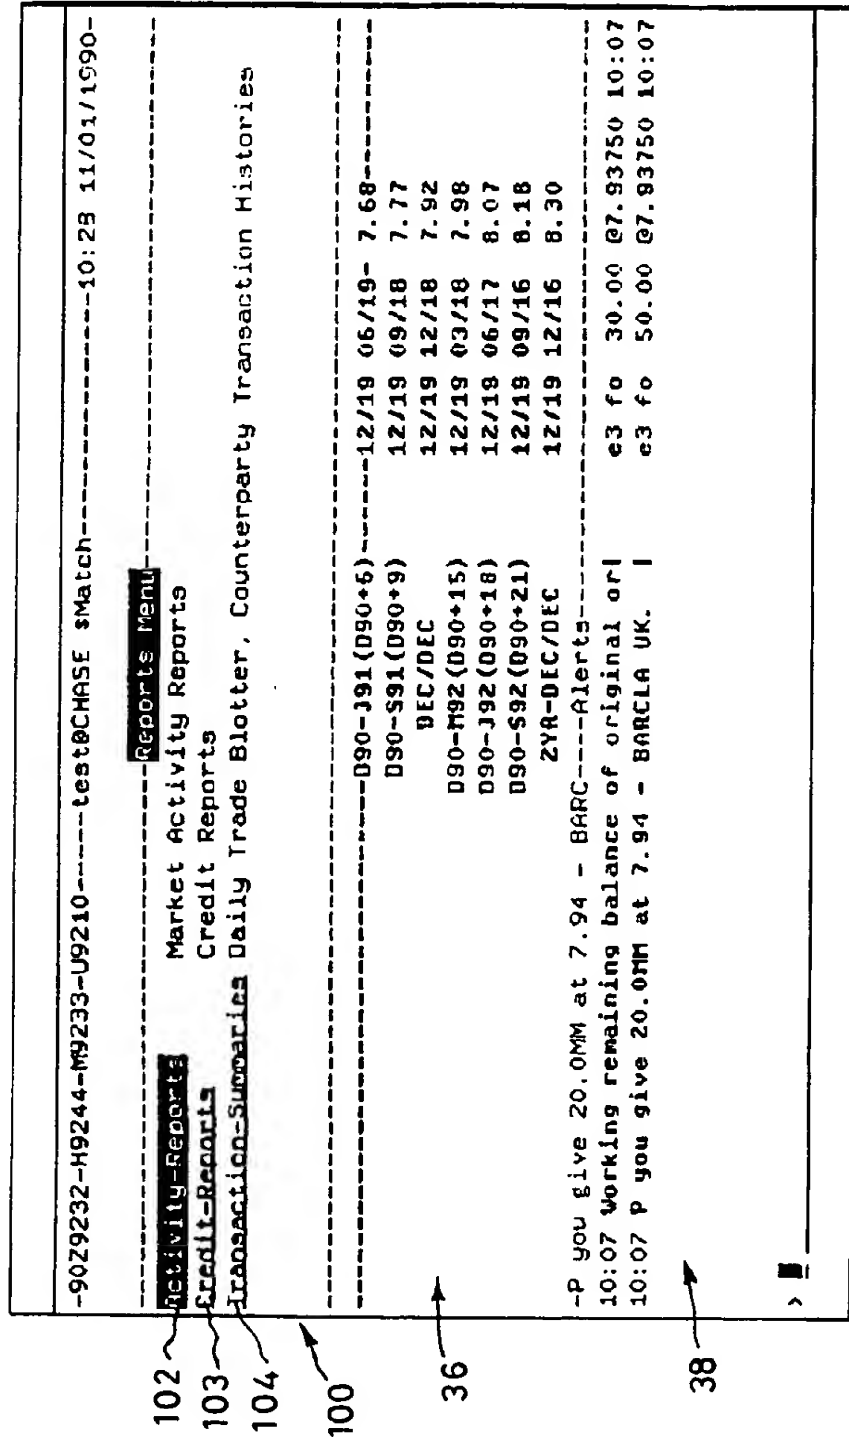 -90Z9232-H9244-M9233-U9210-----test@CHASE $Match---------------10:28 11/01/1990-
Reports Menu
102 Activity-Reports Market Activity Reports
103 Credit-Reports Credit Reports
104 Transaction-Summaries Daily Trade Blotter, Counterparty Transaction Histories
100
D90-J91(D90+6)------12/19 06/19- 7.68---------
D90-S91(D90+9) 12/19 09/18 7.77
DEC/DEC 12/19 12/18 7.92
36 D90-M92(D90+15) 12/19 03/18 7.98
D90-J92(D90+18) 12/19 06/17 8.07
D90-S92(D90+21) 12/19 09/16 8.18
2YR-DEC/DEC 12/19 12/16 8.30
-P you give 20.0MM at 7.94 - BARC----Alerts----
10:07 Working remaining balance of original or| e3 fo 30.00 @7.93750 10:07
10:07 P you give 20.0MM at 7.94 - BARCLA UK. | e3 fo 50.00 @7.93750 10:07
38
>